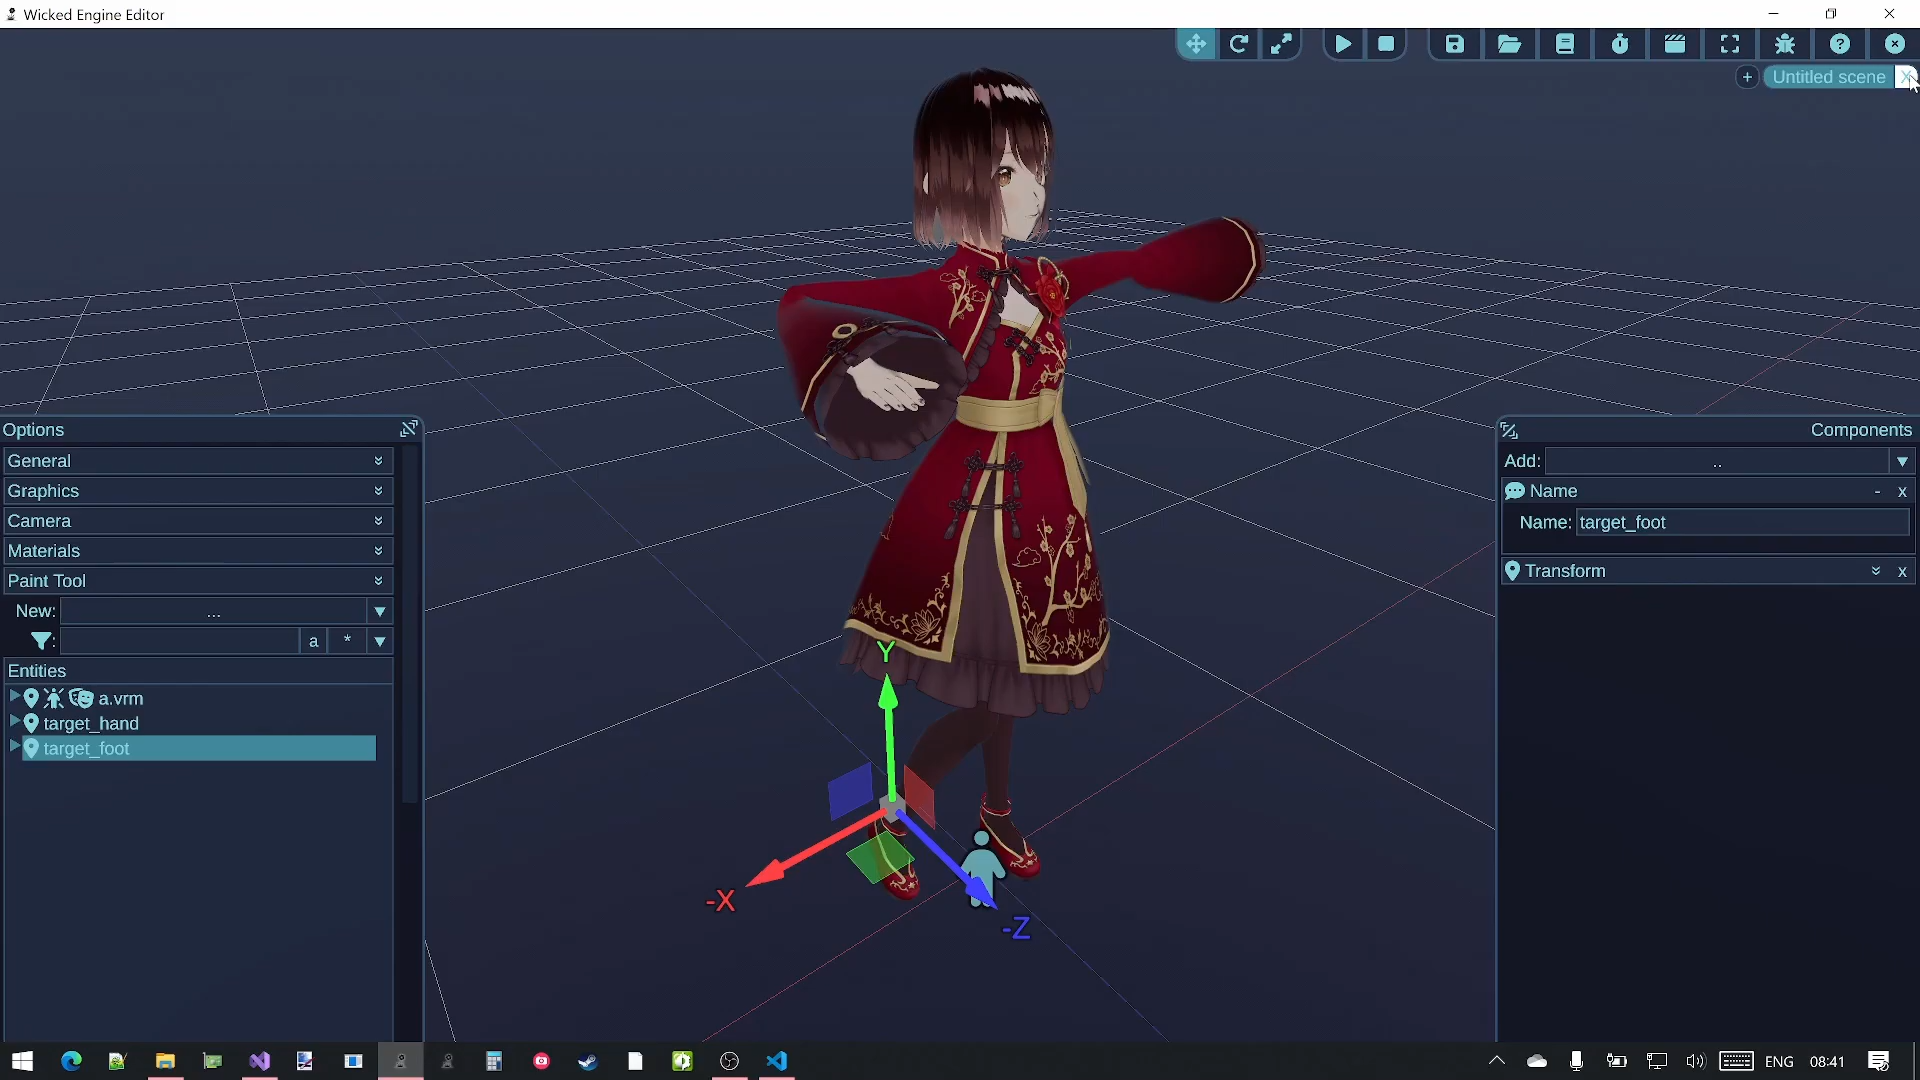 Wicked Engine Editor
Untitled scene X
Options
General
Graphics
Camera
Materials
Paint Tool
New: ...
: a *
Entities
a.vrm
target_hand
target_foot
Y
-X
-Z
Components
Add: ..
Name - x
Name: target_foot
Transform x
ENG 08:41